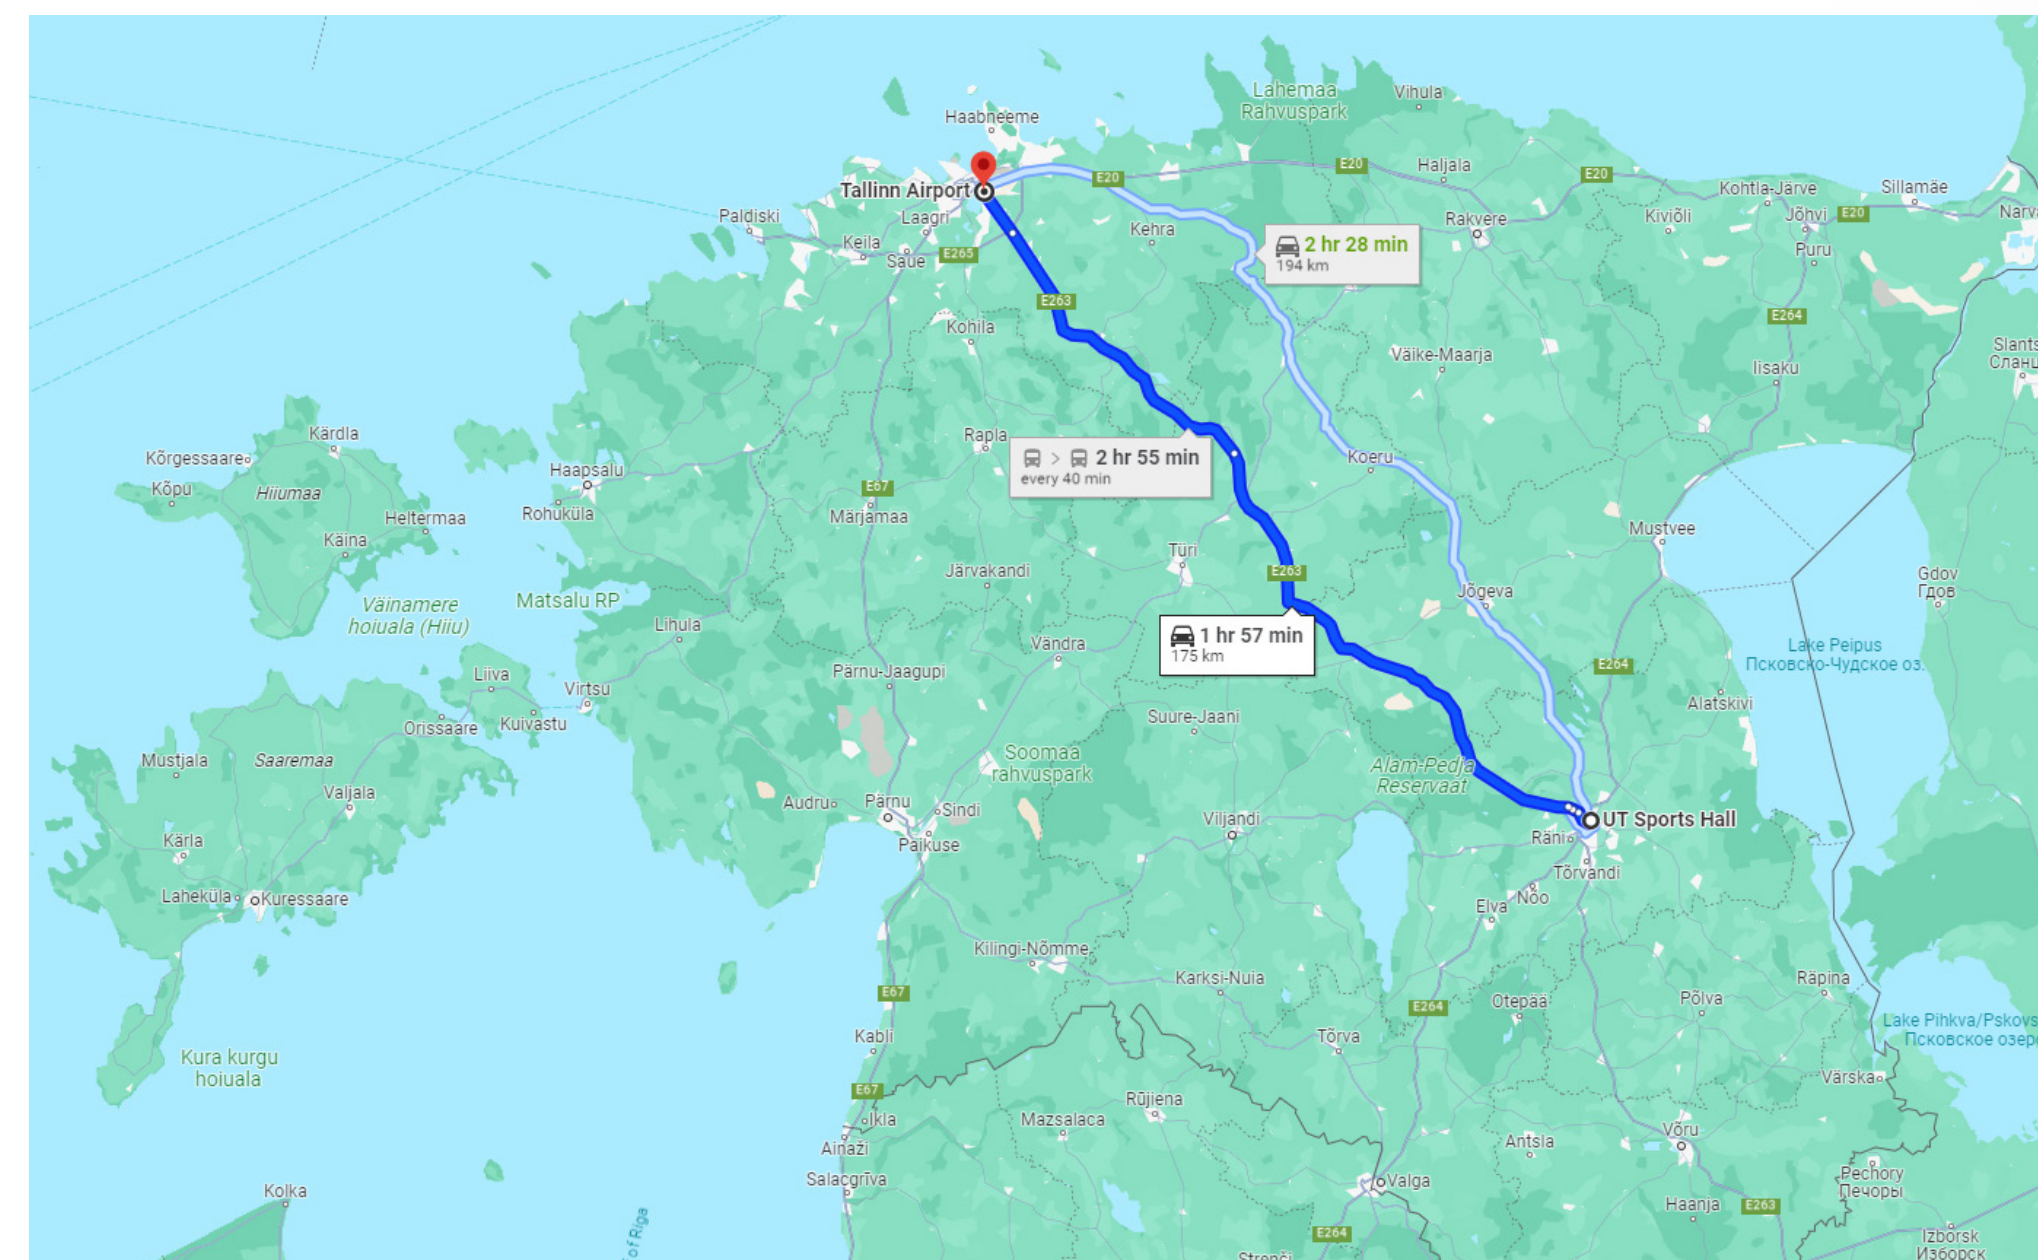 Lahemaa
Rahvuspark
Vihula
Haabneeme
E20
E20
Haljala
E20
Tallinn Airport
Kohtla-Järve
Sillamäe
Paldiski
Laagri
Rakvere
Kiviõli
Jõhvi
E20
Narva
Keila
Saue
E265
Kehra
2 hr 28 min
194 km
Puru
E263
E264
Kohila
Väike-Maarja
Iisaku
Slants
Сланц
Kärdla
Kõrgessaare
Kõpu
Hiiumaa
Haapsalu
Rapla
2 hr 55 min
every 40 min
Koeru
E67
Heltermaa
Rohuküla
Märjamaa
Käina
Türi
Mustvee
Järvakandi
E263
Gdov
Гдов
Väinamere
hoiuala (Hiiu)
Matsalu RP
Jõgeva
Lihula
1 hr 57 min
175 km
Vändra
Lake Peipus
Псковско-Чудское оз.
E264
Liiva
Virtsu
Pärnu-Jaagupi
Orissaare
Kuivastu
Suure-Jaani
Alatskivi
Mustjala
Saaremaa
Soomaa
rahvuspark
Alam-Pedja
Reservaat
Valjala
Audru
Pärnu
Sindi
Viljandi
UT Sports Hall
Kärla
Paikuse
Räni
Tõrvandi
Laheküla
Kuressaare
Elva
Nõo
Kilingi-Nõmme
Karksi-Nuia
Räpina
E67
E264
Otepää
Põlva
Lake Pihkva/Pskovs
Псковское озер
Kabli
Tõrva
Kura kurgu
hoiuala
Värska
E67
Ikla
Rūjiena
Mazsalaca
Ainaži
Antsla
Võru
Salacgrīva
Valga
Pechory
Печоры
Kolka
Haanja
E263
of Riga
E264
Strenči
Izborsk
Изборск